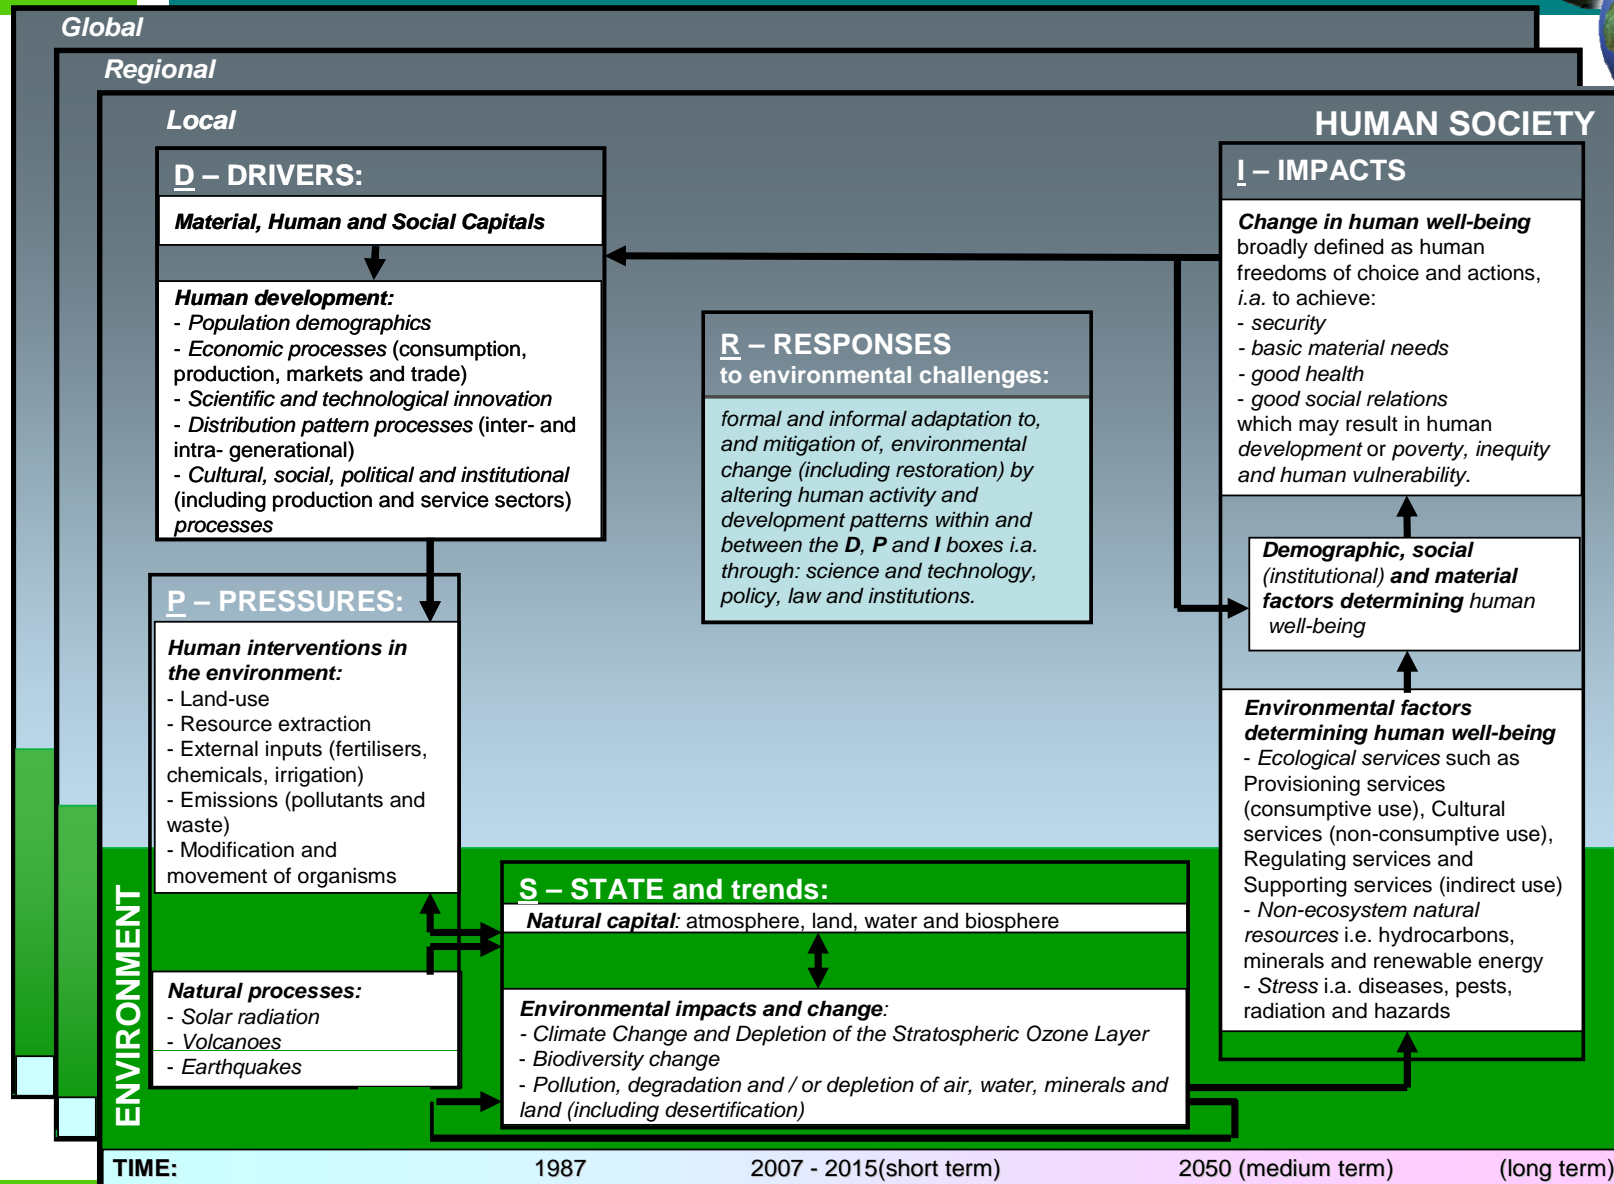 Global
Regional
Local
HUMAN SOCIETY
D – DRIVERS:
Material, Human and Social Capitals
Human development:
- Population demographics
- Economic processes (consumption,
production, markets and trade)
- Scientific and technological innovation
- Distribution pattern processes (inter- and
intra- generational)
- Cultural, social, political and institutional
(including production and service sectors)
processes
P – PRESSURES:
Human interventions in
the environment:
- Land-use
- Resource extraction
- External inputs (fertilisers,
chemicals, irrigation)
- Emissions (pollutants and
waste)
- Modification and
movement of organisms
Natural processes:
- Solar radiation
- Volcanoes
- Earthquakes
R – RESPONSES
to environmental challenges:
formal and informal adaptation to,
and mitigation of, environmental
change (including restoration) by
altering human activity and
development patterns within and
between the D, P and I boxes i.a.
through: science and technology,
policy, law and institutions.
S – STATE and trends:
Natural capital: atmosphere, land, water and biosphere
Environmental impacts and change:
- Climate Change and Depletion of the Stratospheric Ozone Layer
- Biodiversity change
- Pollution, degradation and / or depletion of air, water, minerals and
land (including desertification)
I – IMPACTS
Change in human well-being
broadly defined as human
freedoms of choice and actions,
i.a. to achieve:
- security
- basic material needs
- good health
- good social relations
which may result in human
development or poverty, inequity
and human vulnerability.
Demographic, social
(institutional) and material
factors determining human
well-being
Environmental factors
determining human well-being
- Ecological services such as
Provisioning services
(consumptive use), Cultural
services (non-consumptive use),
Regulating services and
Supporting services (indirect use)
- Non-ecosystem natural
resources i.e. hydrocarbons,
minerals and renewable energy
- Stress i.a. diseases, pests,
radiation and hazards
ENVIRONMENT
TIME: 1987 2007 - 2015(short term) 2050 (medium term) (long term)